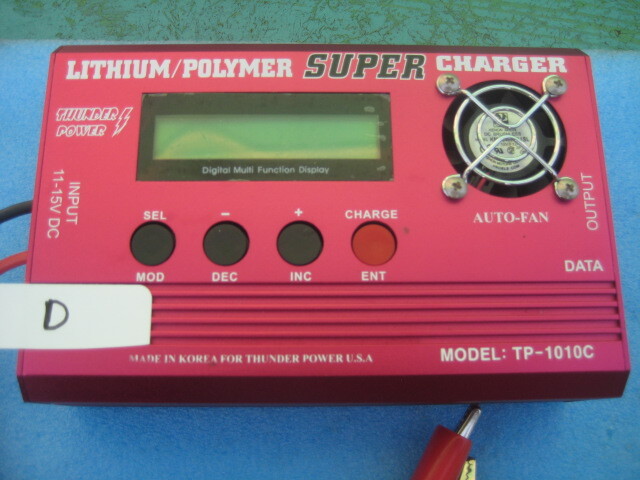 LITHIUM/POLYMER SUPER CHARGER
THUNDER
POWER
Digital Multi Function Display
INPUT
11-15V DC
SEL
−
+
CHARGE
MOD
DEC
INC
ENT
AUTO-FAN
OUTPUT
DATA
D
MADE IN KOREA FOR THUNDER POWER U.S.A
MODEL: TP-1010C